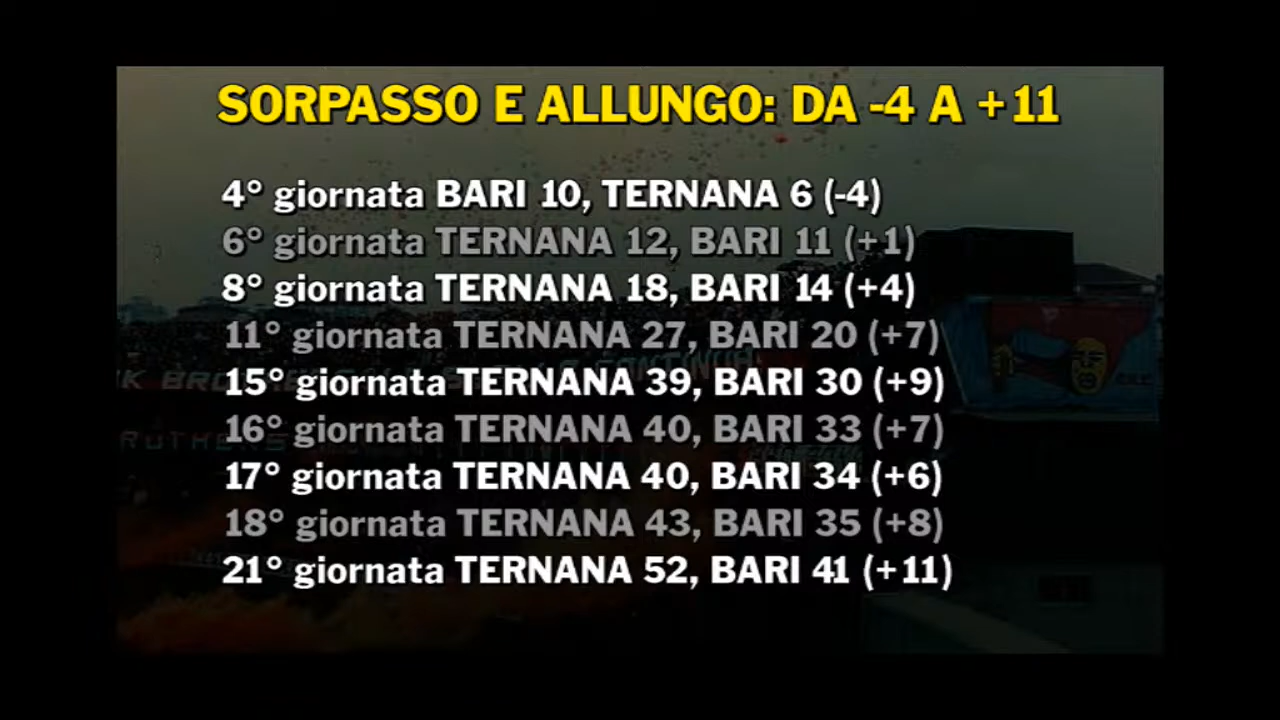 SORPASSO E ALLUNGO: DA -4 A +11
4° giornata BARI 10, TERNANA 6 (-4)
6° giornata TERNANA 12, BARI 11 (+1)
8° giornata TERNANA 18, BARI 14 (+4)
11° giornata TERNANA 27, BARI 20 (+7)
15° giornata TERNANA 39, BARI 30 (+9)
16° giornata TERNANA 40, BARI 33 (+7)
17° giornata TERNANA 40, BARI 34 (+6)
18° giornata TERNANA 43, BARI 35 (+8)
21° giornata TERNANA 52, BARI 41 (+11)